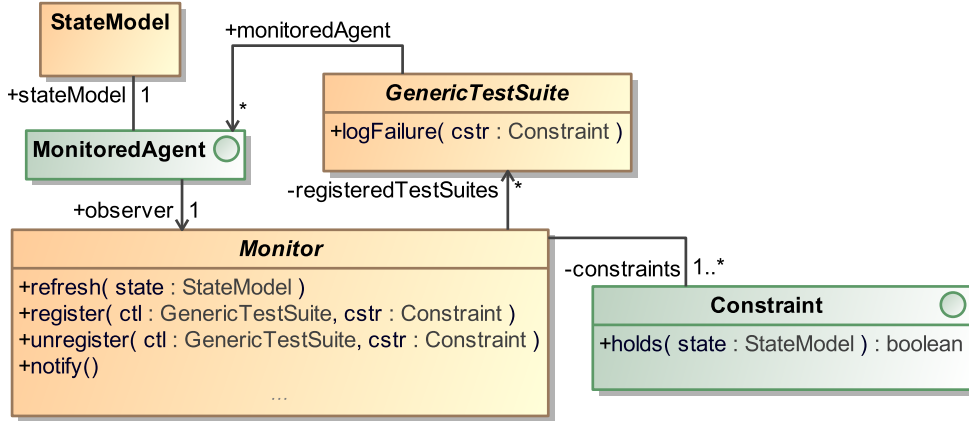 StateModel
+monitoredAgent
+stateModel
1
*
GenericTestSuite
+logFailure( cstr : Constraint )
MonitoredAgent
-registeredTestSuites
*
+observer
1
Monitor
+refresh( state : StateModel )
+register( ctl : GenericTestSuite, cstr : Constraint )
+unregister( ctl : GenericTestSuite, cstr : Constraint )
+notify()
...
-constraints
1..*
Constraint
+holds( state : StateModel ) : boolean